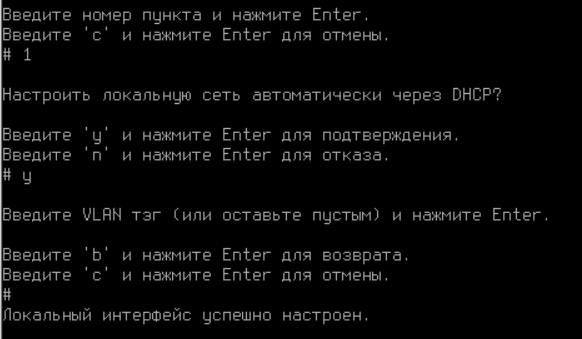 Введите номер пункта и нажмите Enter.
Введите 'c' и нажмите Enter для отмены.
# 1
Настроить локальную сеть автоматически через DHCP?
Введите 'y' и нажмите Enter для подтверждения.
Введите 'n' и нажмите Enter для отказа.
# y
Введите VLAN тэг (или оставьте пустым) и нажмите Enter.
Введите 'b' и нажмите Enter для возврата.
Введите 'c' и нажмите Enter для отмены.
#
Локальный интерфейс успешно настроен.